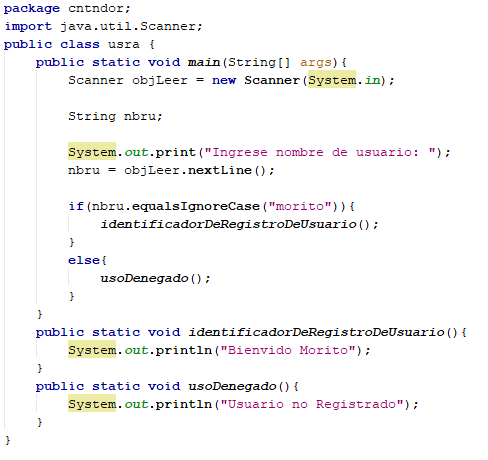 package cntndor;
import java.util.Scanner;
public class usra {
    public static void main(String[] args){
        Scanner objLeer = new Scanner(System.in);
        String nbru;
        System.out.print("Ingrese nombre de usuario: ");
        nbru = objLeer.nextLine();
        if(nbru.equalsIgnoreCase("morito")){
            identificadorDeRegistroDeUsuario();
        }
        else{
            usoDenegado();
        }
    }
    public static void identificadorDeRegistroDeUsuario(){
        System.out.println("Bienvido Morito");
    }
    public static void usoDenegado(){
        System.out.println("Usuario no Registrado");
    }
}